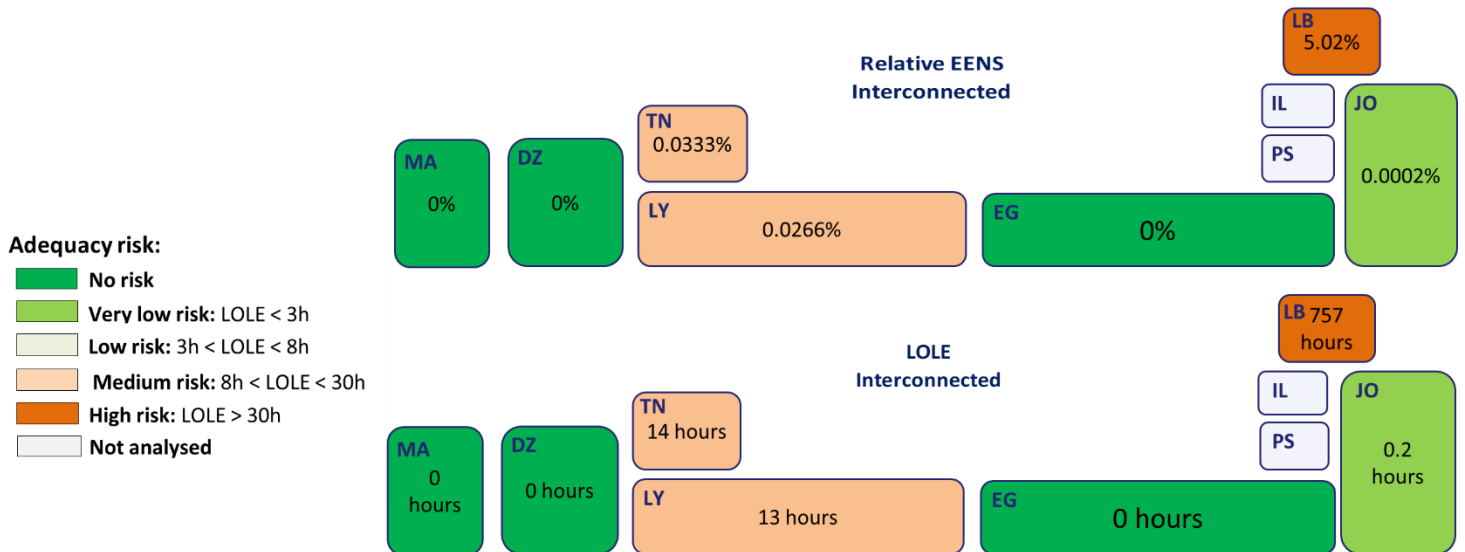 Relative EENS
Interconnected
LB
5.02%
IL
JO
PS
0.0002%
TN
0.0333%
MA
0%
DZ
0%
LY
0.0266%
EG
0%
Adequacy risk:
No risk
Very low risk: LOLE < 3h
Low risk: 3h < LOLE < 8h
Medium risk: 8h < LOLE < 30h
High risk: LOLE > 30h
Not analysed
LOLE
Interconnected
LB 757
hours
IL
JO
PS
0.2
hours
TN
14 hours
MA
0
hours
DZ
0 hours
LY
13 hours
EG
0 hours